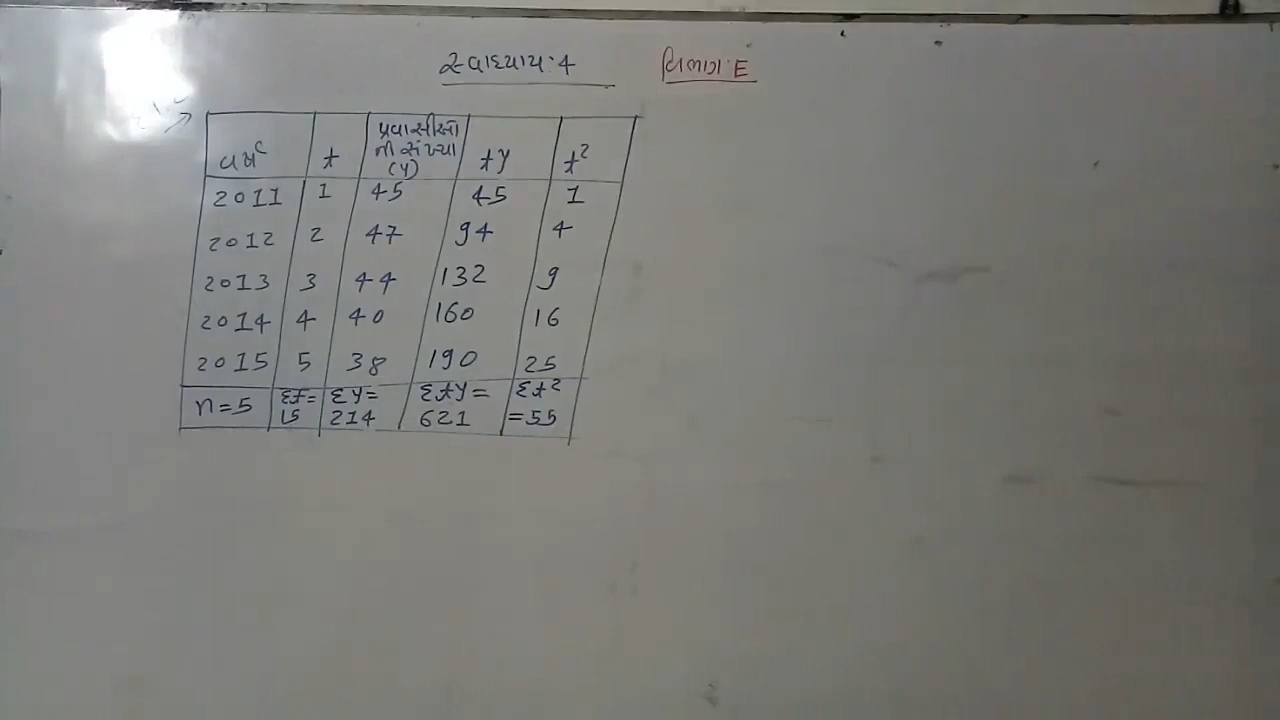 સ્વાધ્યાય: 4 વિભાગ: E
વર્ષ t પ્રવાસીઓની સંખ્યા (y) ty t²
2011 1 45 45 1
2012 2 47 94 4
2013 3 44 132 9
2014 4 40 160 16
2015 5 38 190 25
n=5 Σt=15 Σy=214 Σty=621 Σt²=55